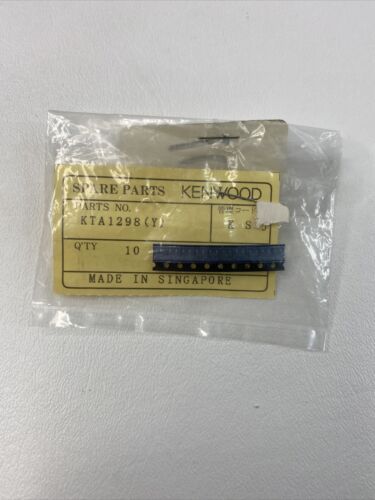 SPARE PARTS KENWOOD
PARTS NO.
KTA1298(Y)
Q'TY 10
MADE IN SINGAPORE